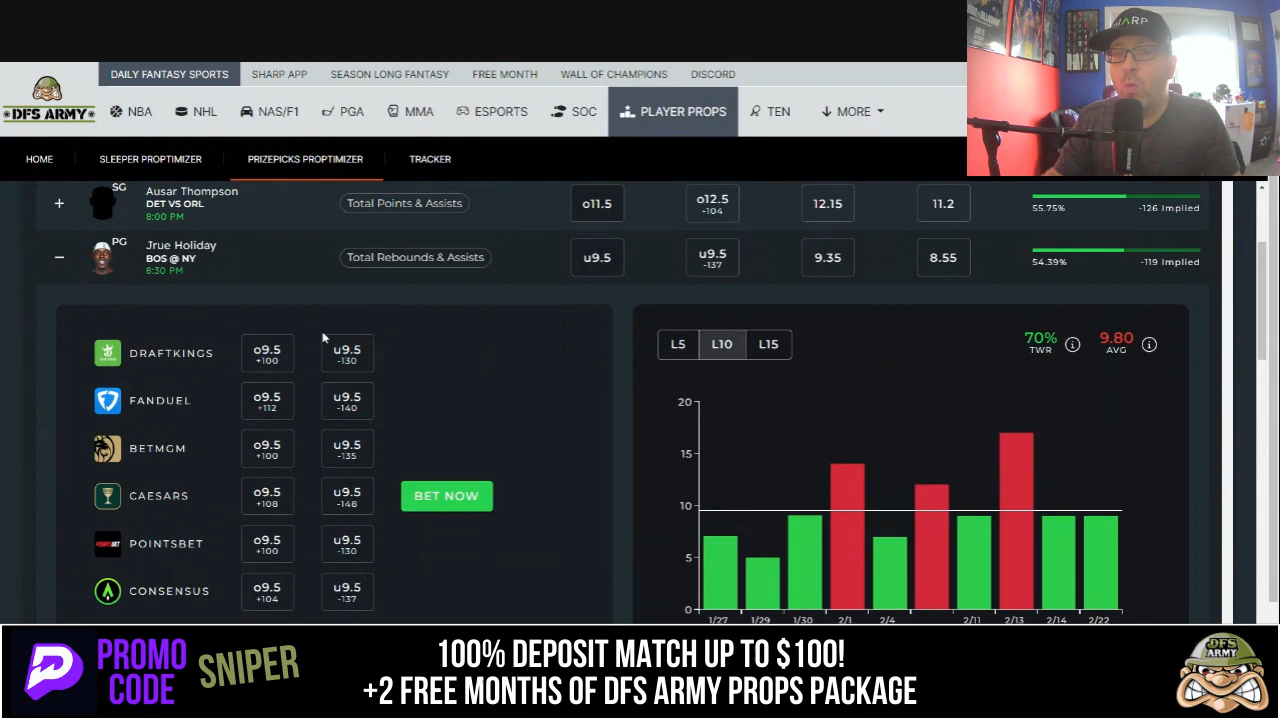 DAILY FANTASY SPORTS SHARP APP SEASON LONG FANTASY FREE MONTH WALL OF CHAMPIONS DISCORD
DFS ARMY
NBA NHL NAS/F1 PGA MMA ESPORTS SOC PLAYER PROPS TEN MORE
HOME SLEEPER PROPTIMIZER PRIZEPICKS PROPTIMIZER TRACKER
SG
Ausar Thompson
DET VS ORL
8:00 PM
Total Points & Assists
o11.5
o12.5
-104
12.15
11.2
55.75% -126 Implied
PG
Jrue Holiday
BOS @ NY
8:30 PM
Total Rebounds & Assists
u9.5
u9.5
-137
9.35
8.55
54.39% -119 Implied
DRAFTKINGS
o9.5
+100
u9.5
-130
FANDUEL
o9.5
+112
u9.5
-140
BETMGM
o9.5
+100
u9.5
-135
CAESARS
o9.5
+108
u9.5
-148
BET NOW
POINTSBET
o9.5
+100
u9.5
-130
CONSENSUS
o9.5
+104
u9.5
-137
L5 L10 L15
70%
TWR
9.80
AVG
20
15
10
5
0
1/27 1/29 1/30 2/1 2/4 2/11 2/13 2/14 2/22
PROMO
CODE
SNIPER
100% DEPOSIT MATCH UP TO $100!
+2 FREE MONTHS OF DFS ARMY PROPS PACKAGE
DFS
ARMY